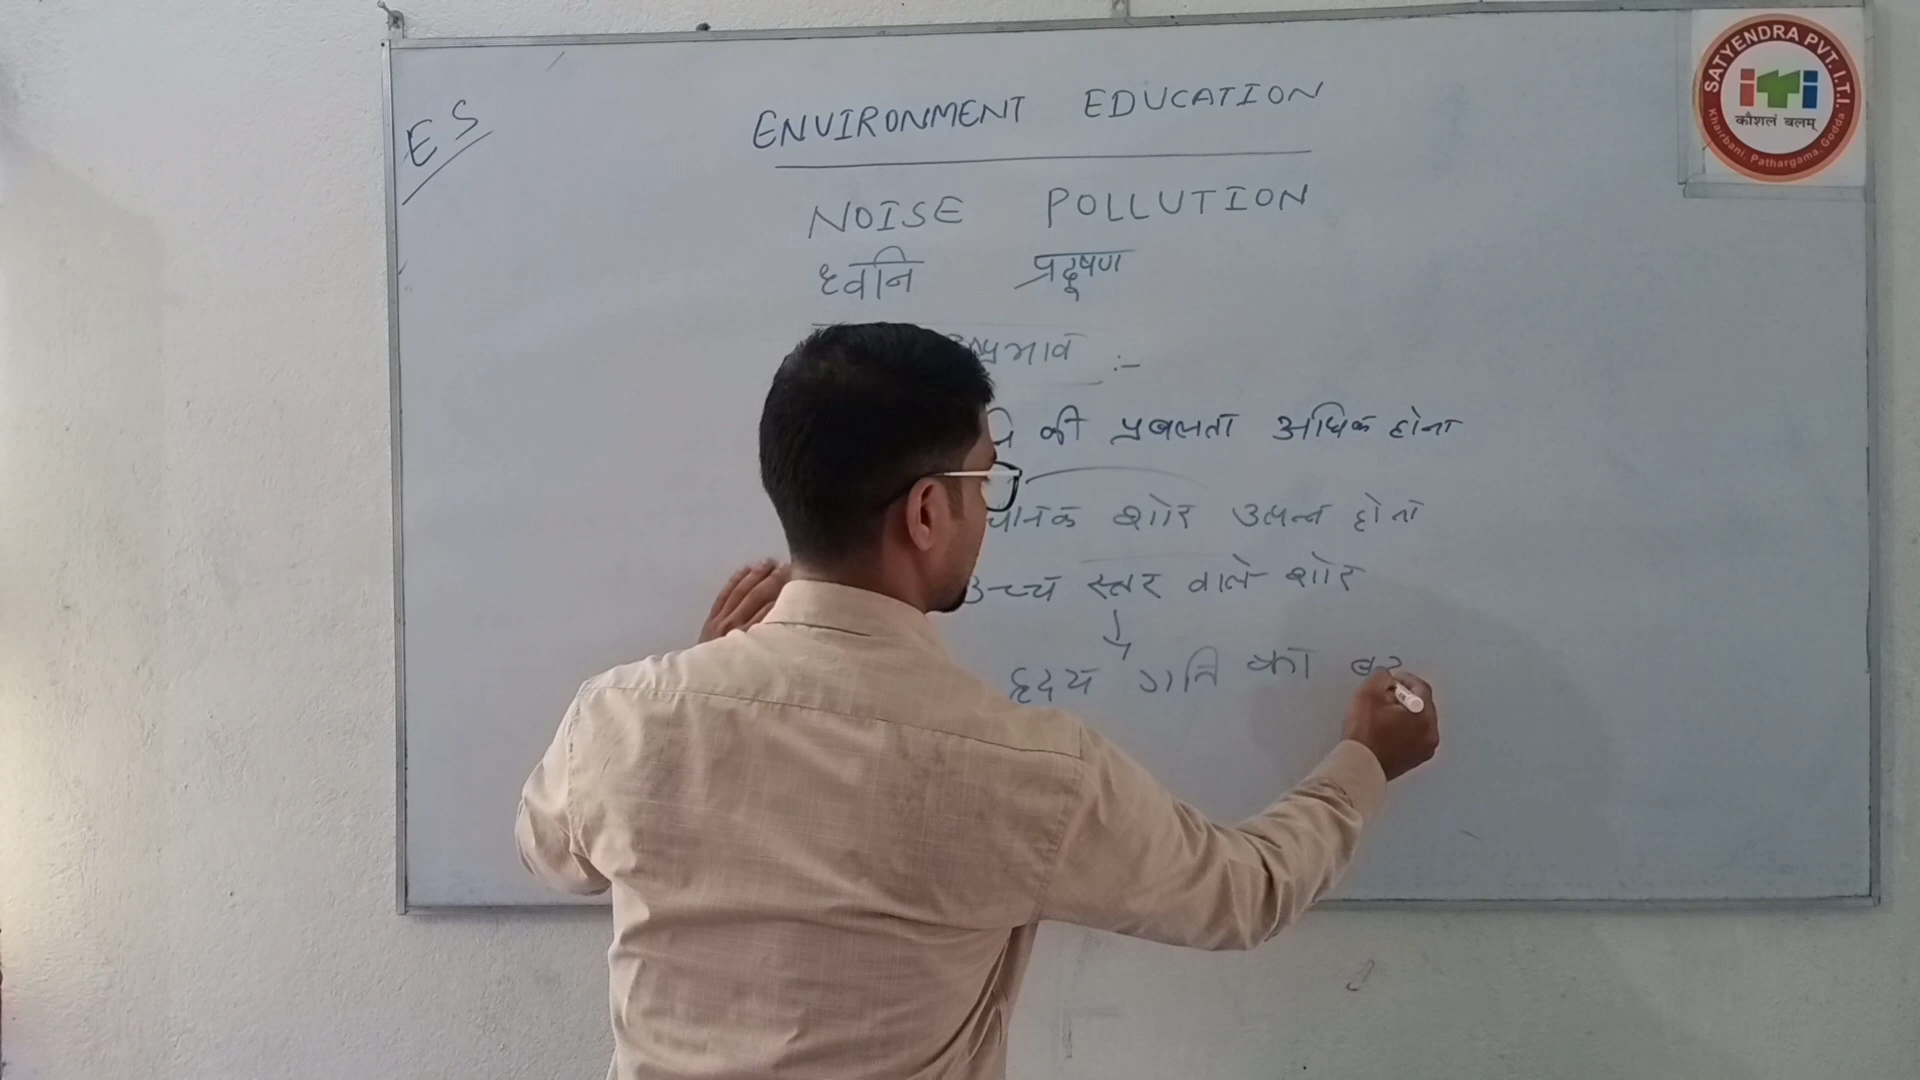 ES
ENVIRONMENT EDUCATION
NOISE POLLUTION
ध्वनि प्रदूषण
:-
की प्रबलता अधिक होना
शोर उत्पन्न होना
उच्च स्तर वाले शोर
हृदय गति का
SATYENDRA PVT. I.T.I.
iTi
कौशलं बलम्
Khairbani, Pathargama, Godda